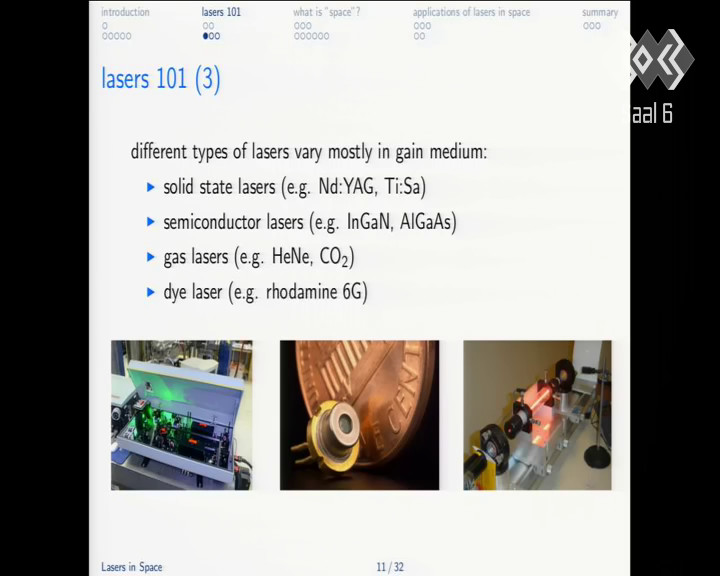 introduction
lasers 101
what is "space"?
applications of lasers in space
summary
lasers 101 (3)
aal 6
different types of lasers vary mostly in gain medium:
solid state lasers (e.g. Nd:YAG, Ti:Sa)
semiconductor lasers (e.g. InGaN, AlGaAs)
gas lasers (e.g. HeNe, CO₂)
dye laser (e.g. rhodamine 6G)
CENT
Lasers in Space
11 / 32